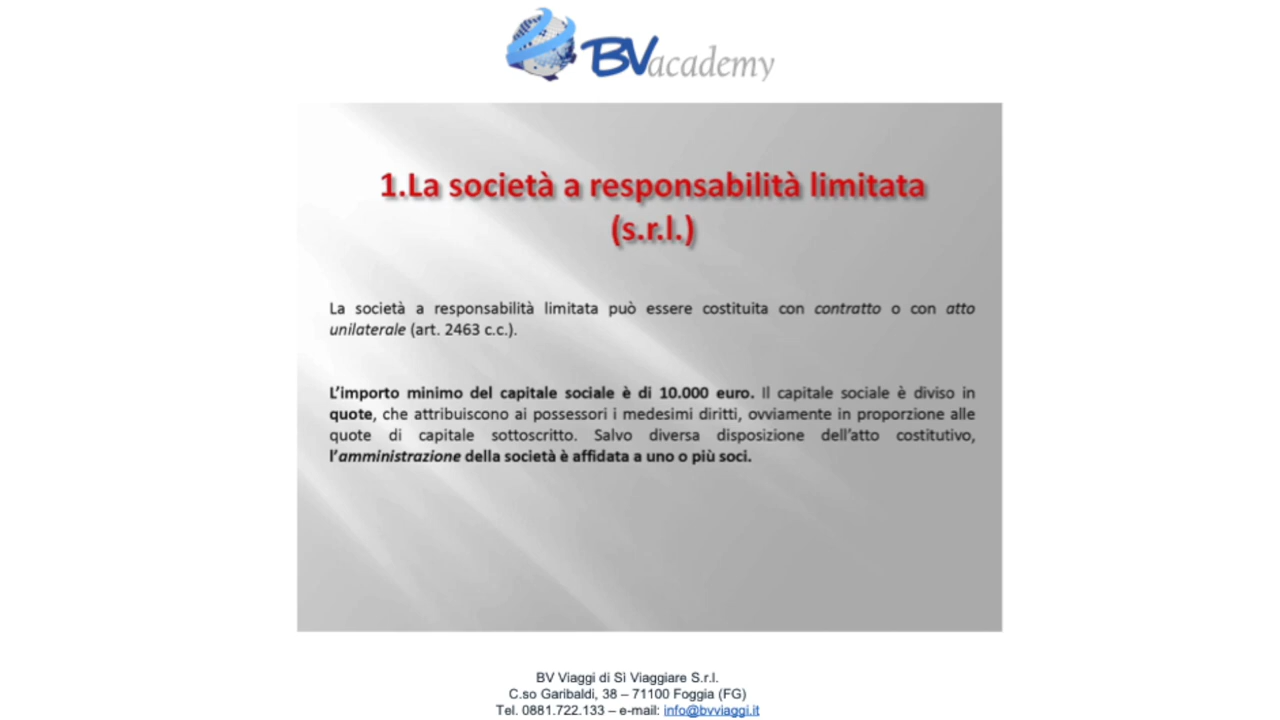 BVacademy
1.La società a responsabilità limitata
(s.r.l.)
La società a responsabilità limitata può essere costituita con contratto o con atto
unilaterale (art. 2463 c.c.).
L’importo minimo del capitale sociale è di 10.000 euro. Il capitale sociale è diviso in
quote, che attribuiscono ai possessori i medesimi diritti, ovviamente in proporzione alle
quote di capitale sottoscritto. Salvo diversa disposizione dell’atto costitutivo,
l’amministrazione della società è affidata a uno o più soci.
BV Viaggi di Sì Viaggiare S.r.l.
C.so Garibaldi, 38 – 71100 Foggia (FG)
Tel. 0881.722.133 – e-mail: info@bvviaggi.it